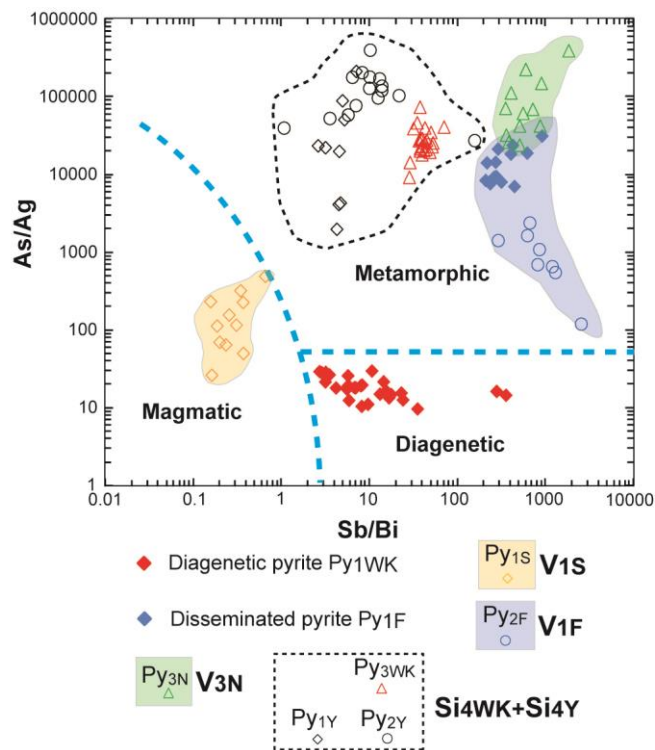 1000000
100000
10000
1000
100
10
1
As/Ag
Metamorphic
Magmatic
Diagenetic
0.01 0.1 1 10 100 1000 10000
Sb/Bi
Diagenetic pyrite Py1WK
Py1S V1S
Disseminated pyrite Py1F
Py2F V1F
Py3N V3N
Py3WK
Py1Y Py2Y
Si4WK+Si4Y